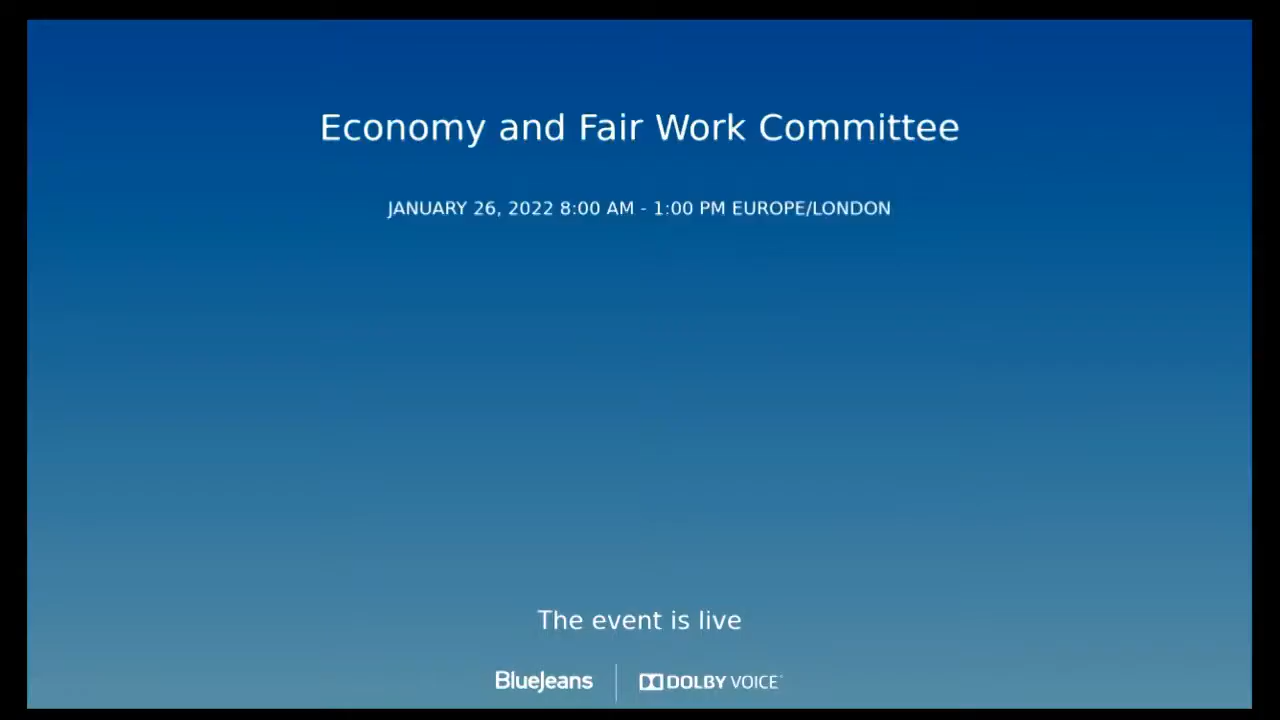 Economy and Fair Work Committee
JANUARY 26, 2022 8:00 AM - 1:00 PM EUROPE/LONDON
The event is live
BlueJeans DOLBY VOICE